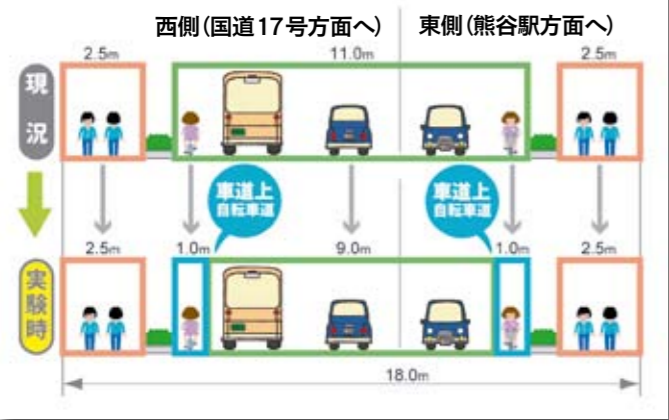 西側(国道17号方面へ) 東側(熊谷駅方面へ)
2.5m 11.0m 2.5m
現況
車道上
自転車道
車道上
自転車道
2.5m 1.0m 9.0m 1.0m 2.5m
実験時
18.0m